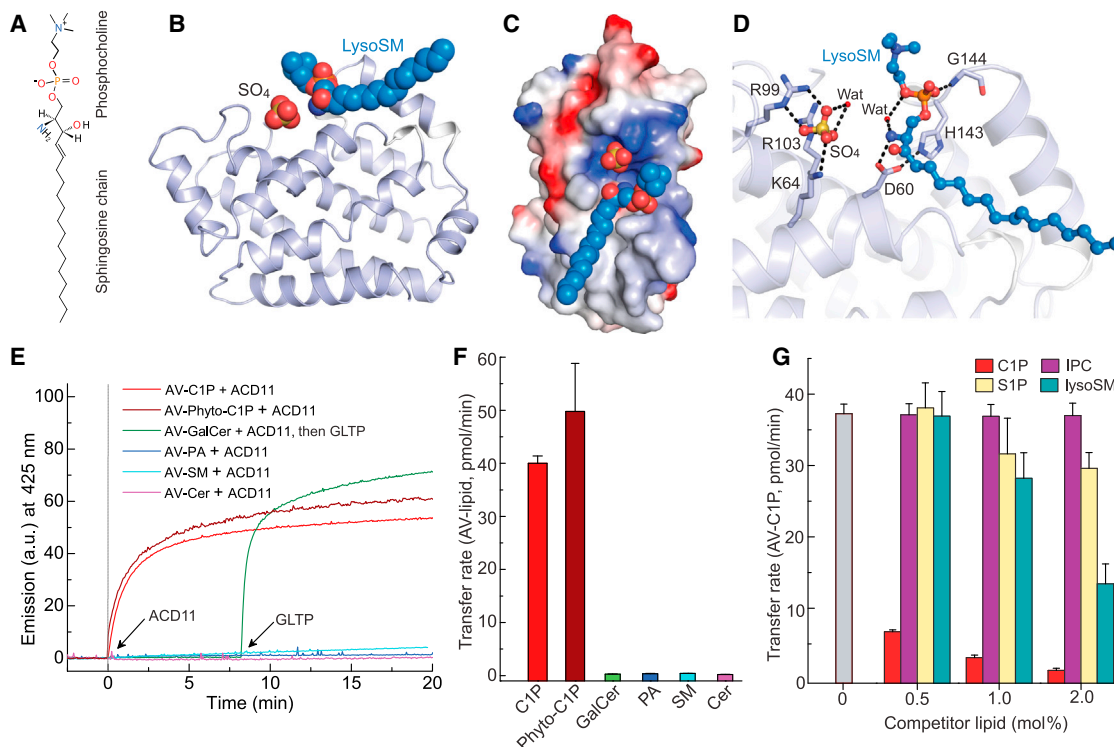 A
N+
O
-O
P
O
O
H
H
N
H
O
H
Phosphocholine
Sphingosine chain
B
LysoSM
SO4
C
D
LysoSM
G144
R99
Wat
Wat
R103
SO4
H143
K64
D60
E
AV-C1P + ACD11
AV-Phyto-C1P + ACD11
AV-GalCer + ACD11, then GLTP
AV-PA + ACD11
AV-SM + ACD11
AV-Cer + ACD11
100
80
60
40
20
0
ACD11
GLTP
0 5 10 15 20
Emission (a.u.) at 425 nm
Time (min)
F
60
50
40
30
20
10
0
Transfer rate (AV-lipid, pmol/min)
C1P
Phyto-C1P
GalCer
PA
SM
Cer
G
C1P IPC
S1P lysoSM
40
30
20
10
0
Transfer rate (AV-C1P, pmol/min)
0 0.5 1.0 2.0
Competitor lipid (mol%)